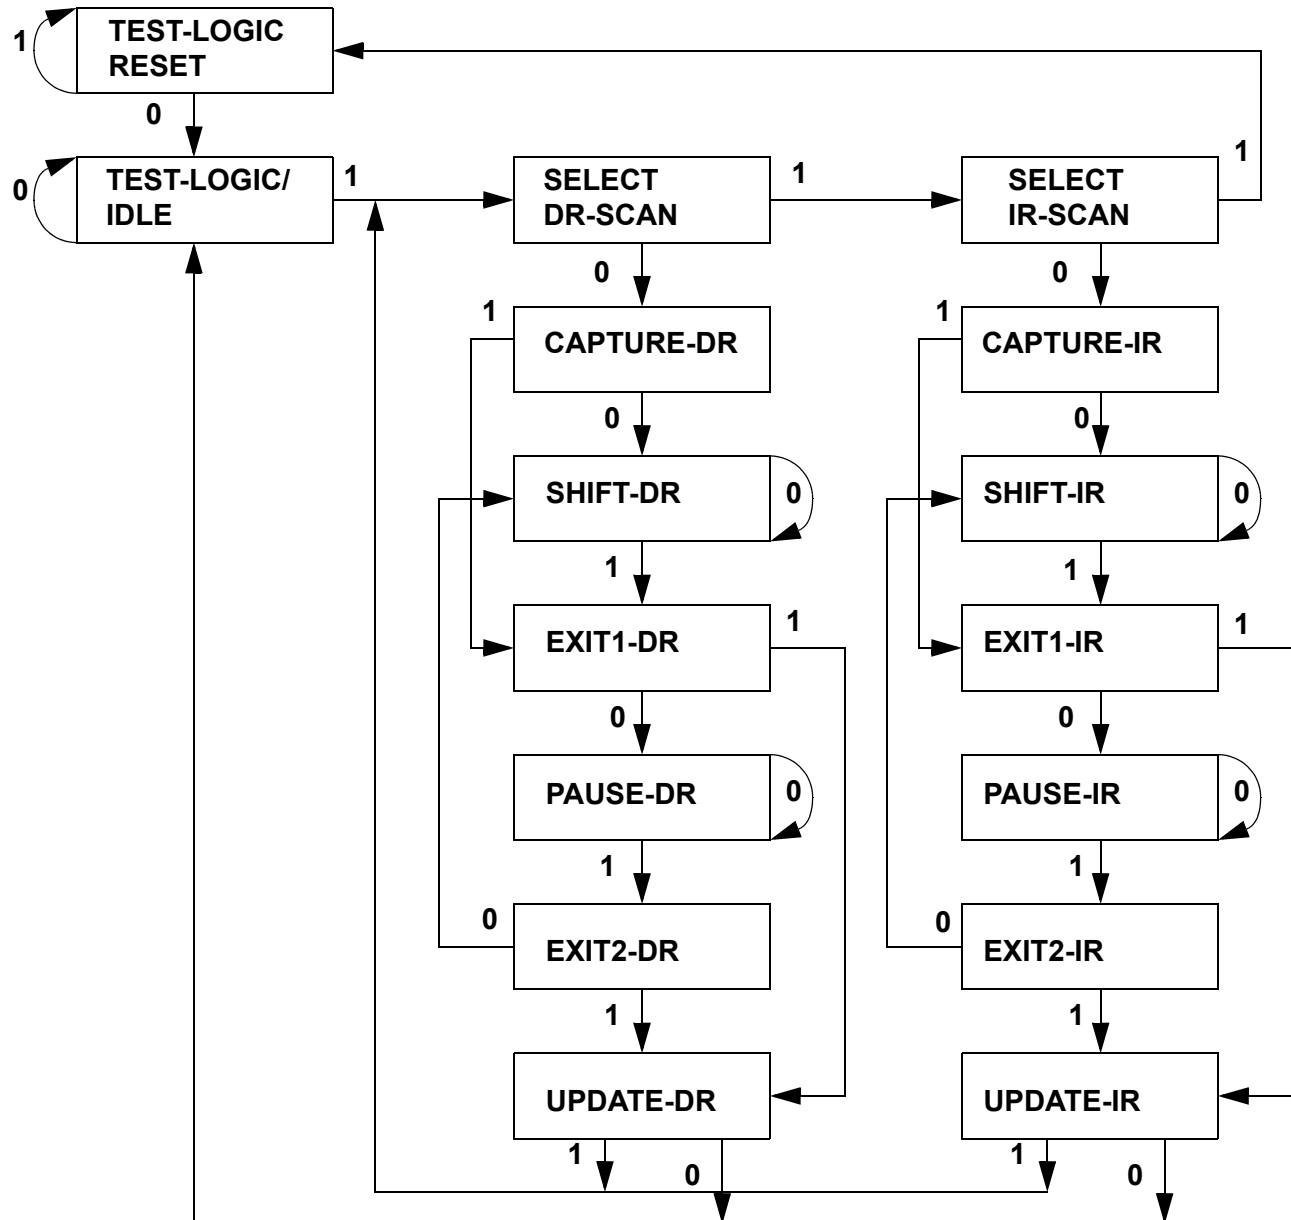 TEST-LOGIC
RESET
1
0
TEST-LOGIC/
IDLE
0
1
SELECT
DR-SCAN
1
SELECT
IR-SCAN
1
0
0
1
CAPTURE-DR
1
CAPTURE-IR
0
0
SHIFT-DR
0
SHIFT-IR
0
1
1
EXIT1-DR
1
EXIT1-IR
1
0
0
PAUSE-DR
0
PAUSE-IR
0
1
1
0
EXIT2-DR
0
EXIT2-IR
1
1
UPDATE-DR
UPDATE-IR
1
0
1
0